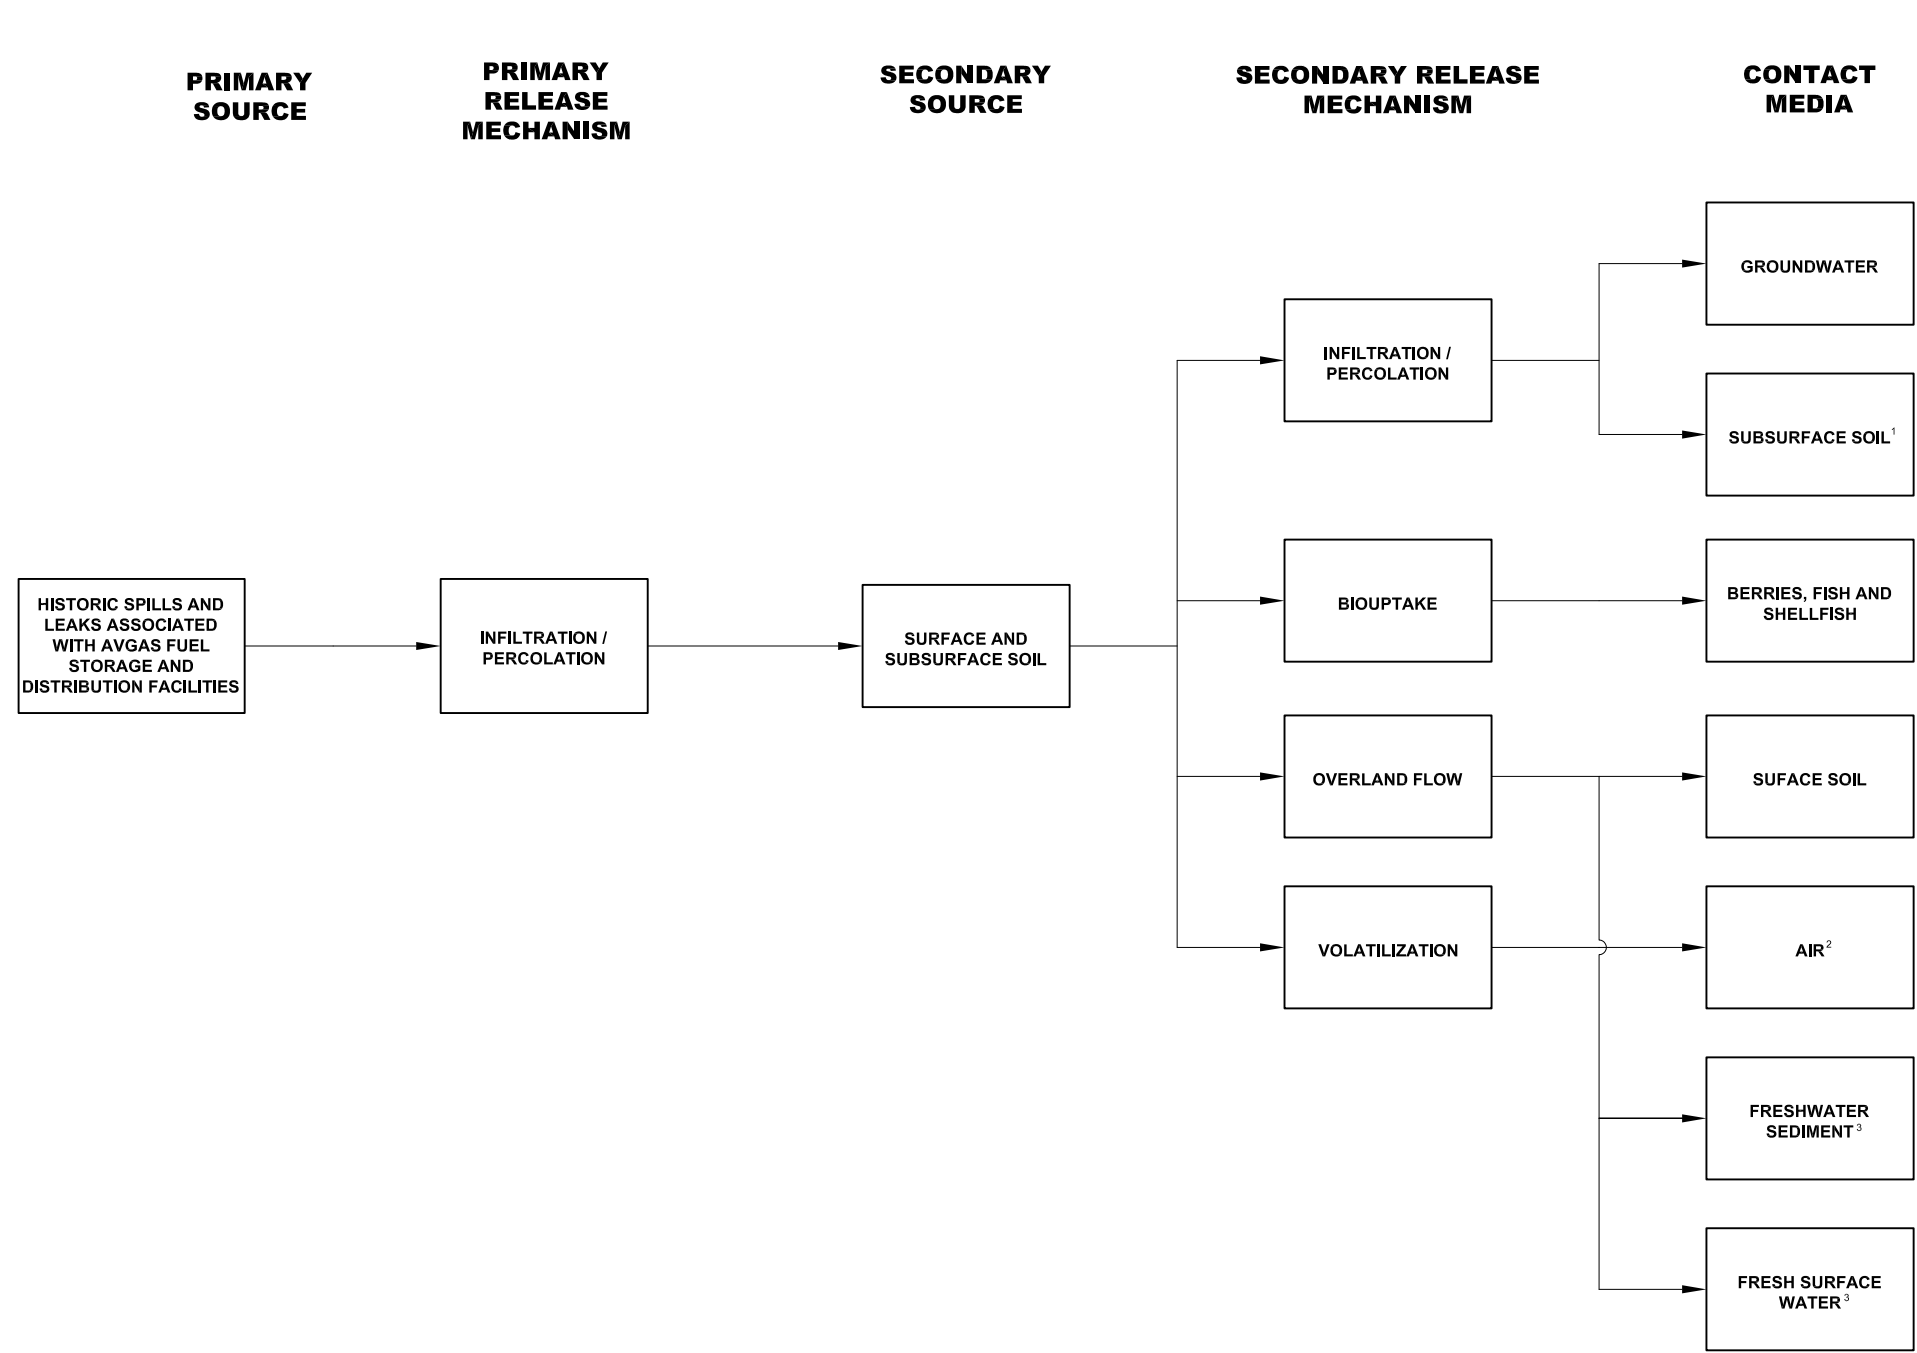 PRIMARY
SOURCE
PRIMARY
RELEASE
MECHANISM
SECONDARY
SOURCE
SECONDARY RELEASE
MECHANISM
CONTACT
MEDIA
HISTORIC SPILLS AND
LEAKS ASSOCIATED
WITH AVGAS FUEL
STORAGE AND
DISTRIBUTION FACILITIES
INFILTRATION /
PERCOLATION
SURFACE AND
SUBSURFACE SOIL
INFILTRATION /
PERCOLATION
BIOUPTAKE
OVERLAND FLOW
VOLATILIZATION
GROUNDWATER
SUBSURFACE SOIL¹
BERRIES, FISH AND
SHELLFISH
SUFACE SOIL
AIR²
FRESHWATER
SEDIMENT³
FRESH SURFACE
WATER³